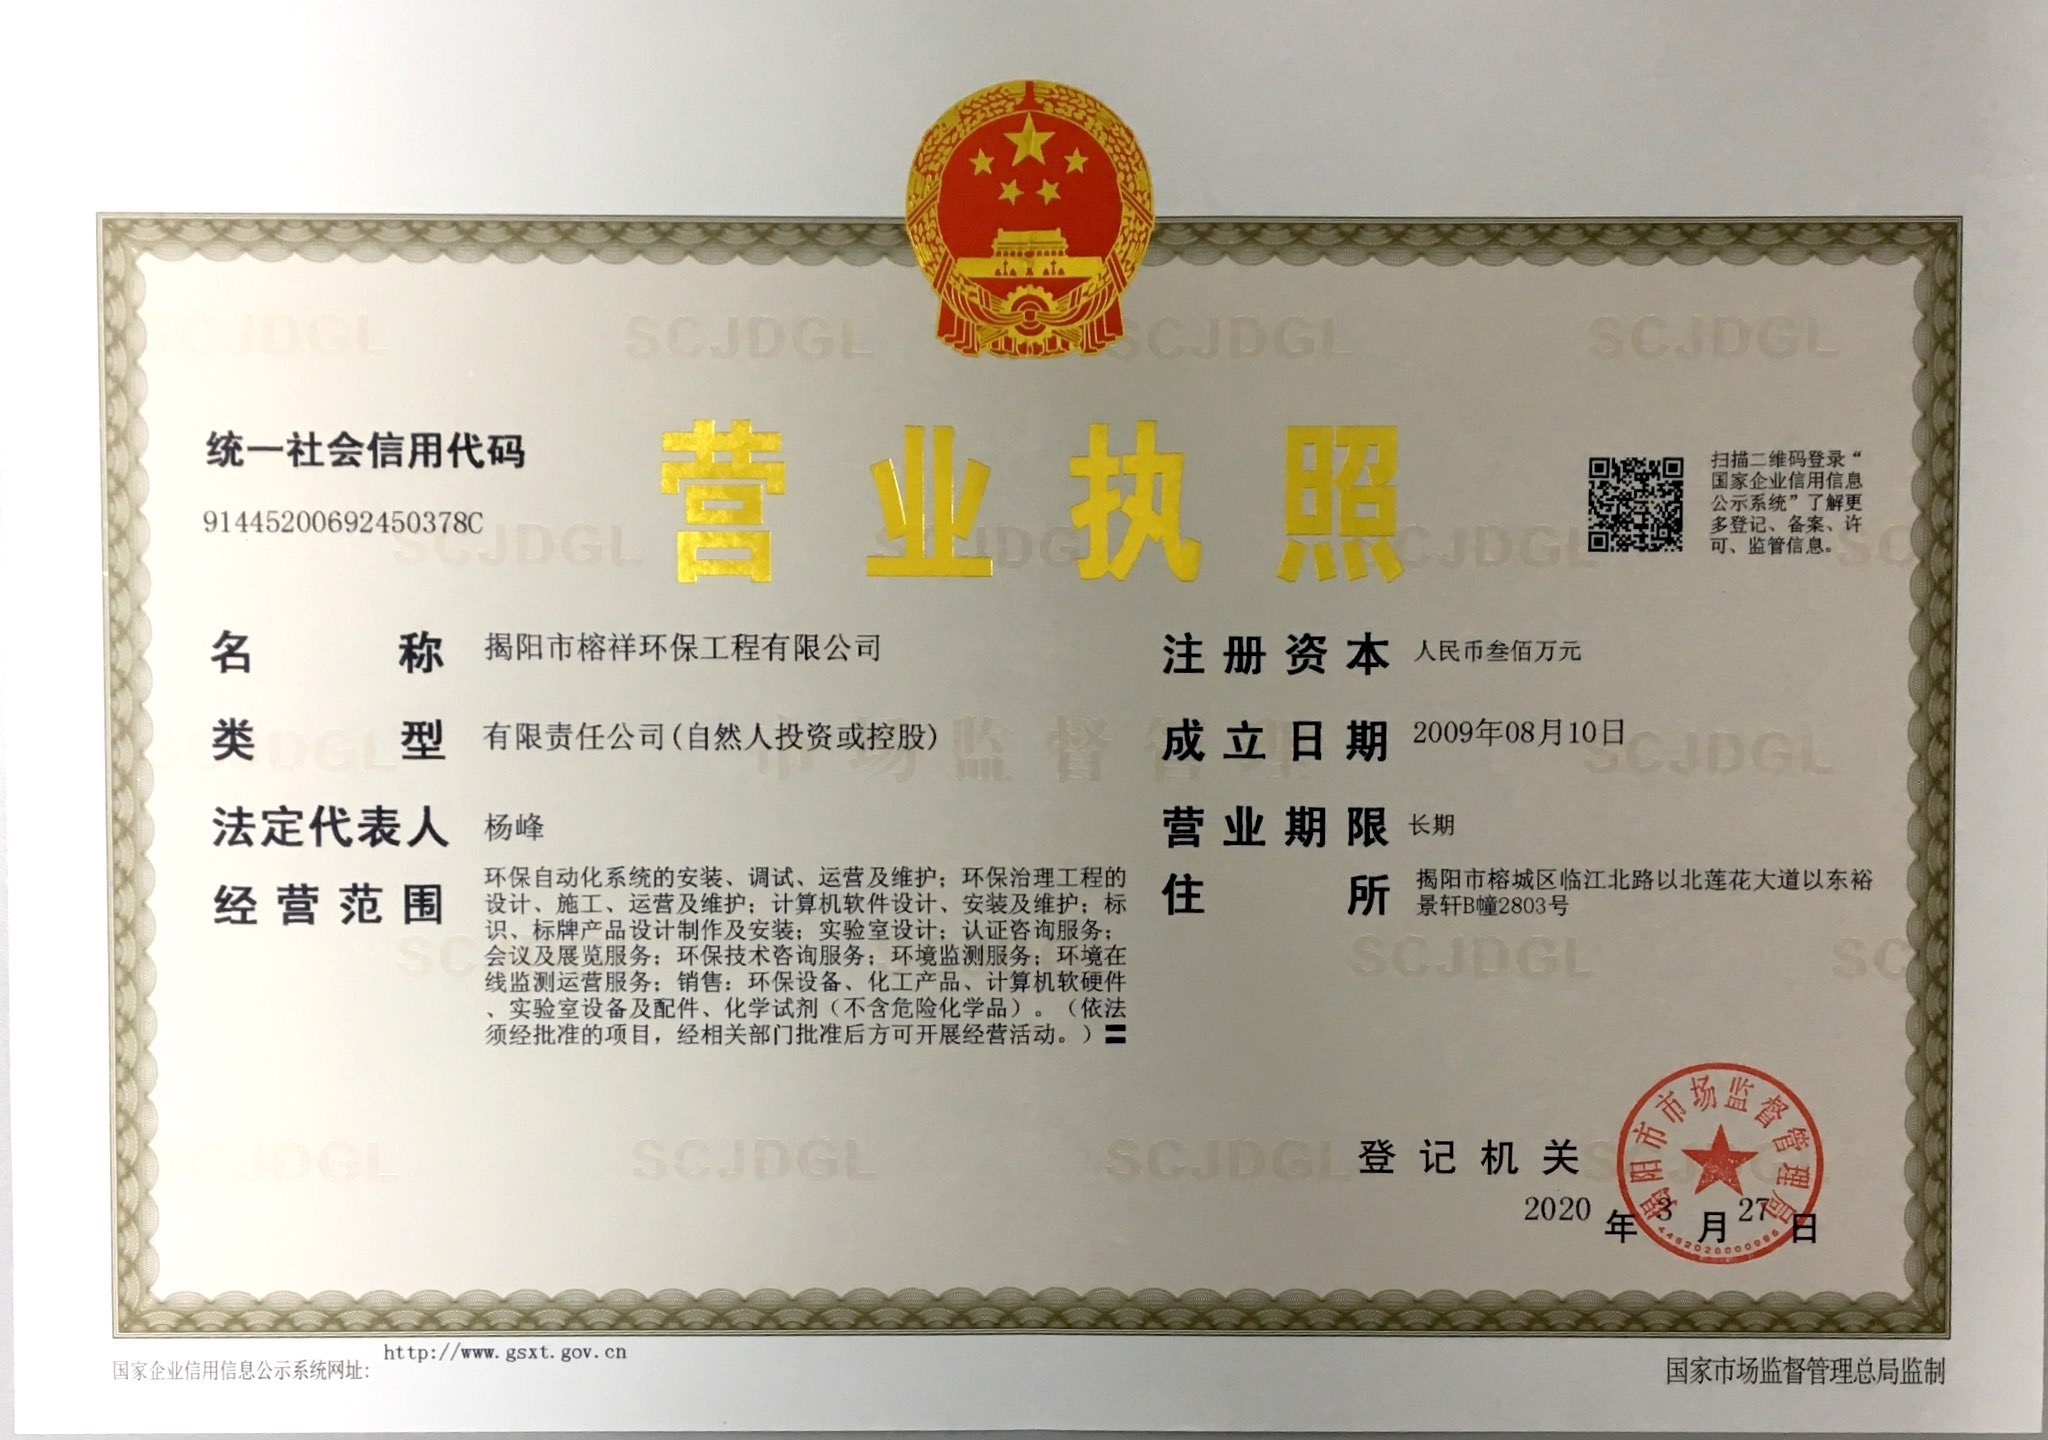 营业执照
统一社会信用代码
91445200692450378C
扫描二维码登录“
国家企业信用信息
公示系统”了解更
多登记、备案、许
可、监管信息。
名称 揭阳市榕祥环保工程有限公司
类型 有限责任公司(自然人投资或控股)
法定代表人 杨峰
经营范围 环保自动化系统的安装、调试、运营及维护；环保治理工程的
设计、施工、运营及维护；计算机软件设计、安装及维护；标
识、标牌产品设计制作及安装；实验室设计；认证咨询服务；
会议及展览服务；环保技术咨询服务；环境监测服务；环境在
线监测运营服务；销售：环保设备、化工产品、计算机软硬件
、实验室设备及配件、化学试剂（不含危险化学品）。（依法
须经批准的项目，经相关部门批准后方可开展经营活动。）
注册资本 人民币叁佰万元
成立日期 2009年08月10日
营业期限 长期
住所 揭阳市榕城区临江北路以北莲花大道以东裕
景轩B幢2803号
登记机关
揭阳市市场监督管理局
2020年3月27日
国家企业信用信息公示系统网址：http://www.gsxt.gov.cn
国家市场监督管理总局监制
SCJDGL
市场监督管理